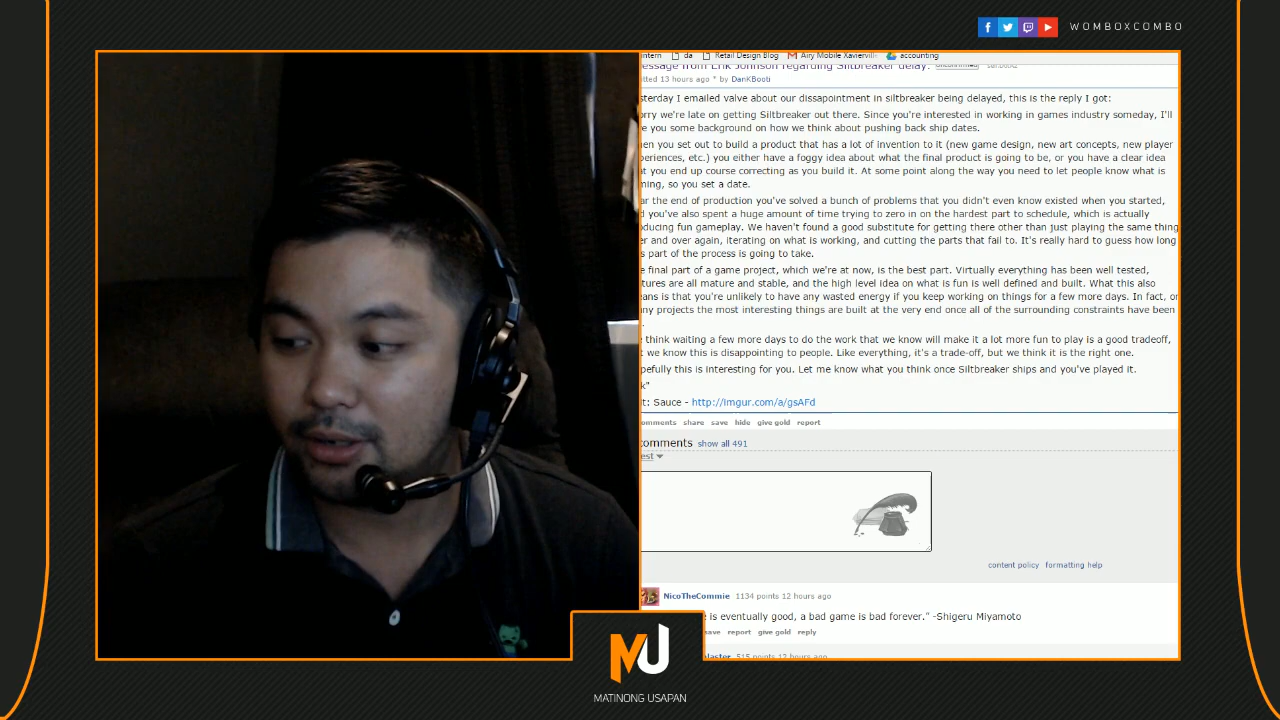 WOMBOXCOMBO
ntern da Retail Design Blog Airy Mobile Xaviervill accounting
essage from Erik Johnson regarding Siltbreaker delay.
itted 13 hours ago * by DanKBooti
sterday I emailed valve about our dissapointment in siltbreaker being delayed, this is the reply I got:
orry we're late on getting Siltbreaker out there. Since you're interested in working in games industry someday, I'll
e you some background on how we think about pushing back ship dates.
en you set out to build a product that has a lot of invention to it (new game design, new art concepts, new player
periences, etc.) you either have a foggy idea about what the final product is going to be, or you have a clear idea
t you end up course correcting as you build it. At some point along the way you need to let people know what is
ning, so you set a date.
ar the end of production you've solved a bunch of problems that you didn't even know existed when you started,
d you've also spent a huge amount of time trying to zero in on the hardest part to schedule, which is actually
oducing fun gameplay. We haven't found a good substitute for getting there other than just playing the same thing
er and over again, iterating on what is working, and cutting the parts that fail to. It's really hard to guess how long
s part of the process is going to take.
e final part of a game project, which we're at now, is the best part. Virtually everything has been well tested,
tures are all mature and stable, and the high level idea on what is fun is well defined and built. What this also
eans is that you're unlikely to have any wasted energy if you keep working on things for a few more days. In fact, or
ny projects the most interesting things are built at the very end once all of the surrounding constraints have been
.
e think waiting a few more days to do the work that we know will make it a lot more fun to play is a good tradeoff,
t we know this is disappointing to people. Like everything, it's a trade-off, but we think it is the right one.
pefully this is interesting for you. Let me know what you think once Siltbreaker ships and you've played it.
k"
it: Sauce - http://imgur.com/a/gsAFd
omments share save hide give gold report
comments show all 491
est
content policy formatting help
NicoTheCommie 1134 points 12 hours ago
e is eventually good, a bad game is bad forever." -Shigeru Miyamoto
save report give gold reply
laster 515 points 12 hours ago
MU
MATINONG USAPAN